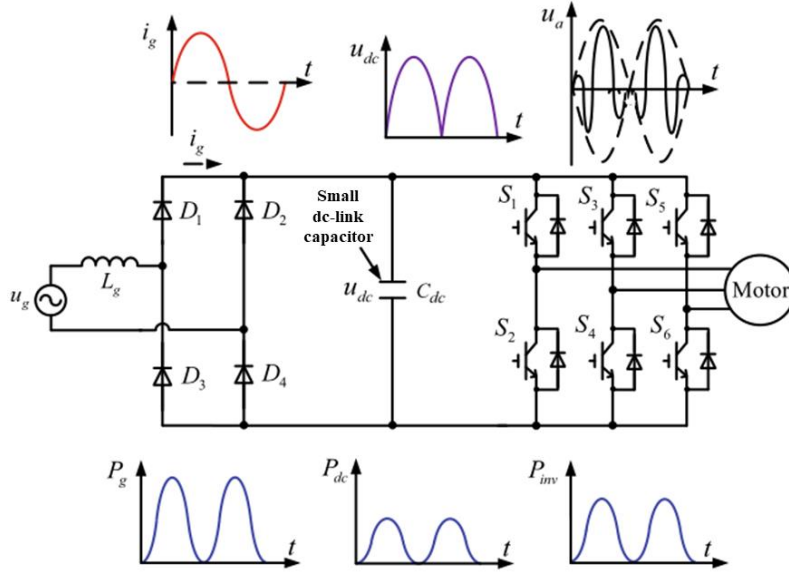 i_g
t
u_dc
t
u_a
t
i_g
D_1
D_2
Small
dc-link
capacitor
S_1
S_3
S_5
L_g
u_g
u_dc
C_dc
Motor
S_2
S_4
S_6
D_3
D_4
P_g
t
P_dc
t
P_inv
t